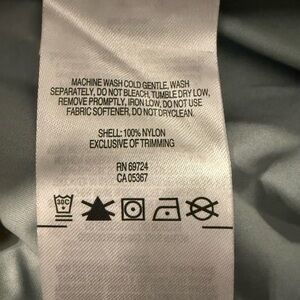 MACHINE WASH COLD GENTLE, WASH
SEPARATELY, DO NOT BLEACH, TUMBLE DRY LOW,
REMOVE PROMPTLY, IRON LOW, DO NOT USE
FABRIC SOFTENER, DO NOT DRYCLEAN.
SHELL: 100% NYLON
EXCLUSIVE OF TRIMMING
RN 69724
CA 05367
30C